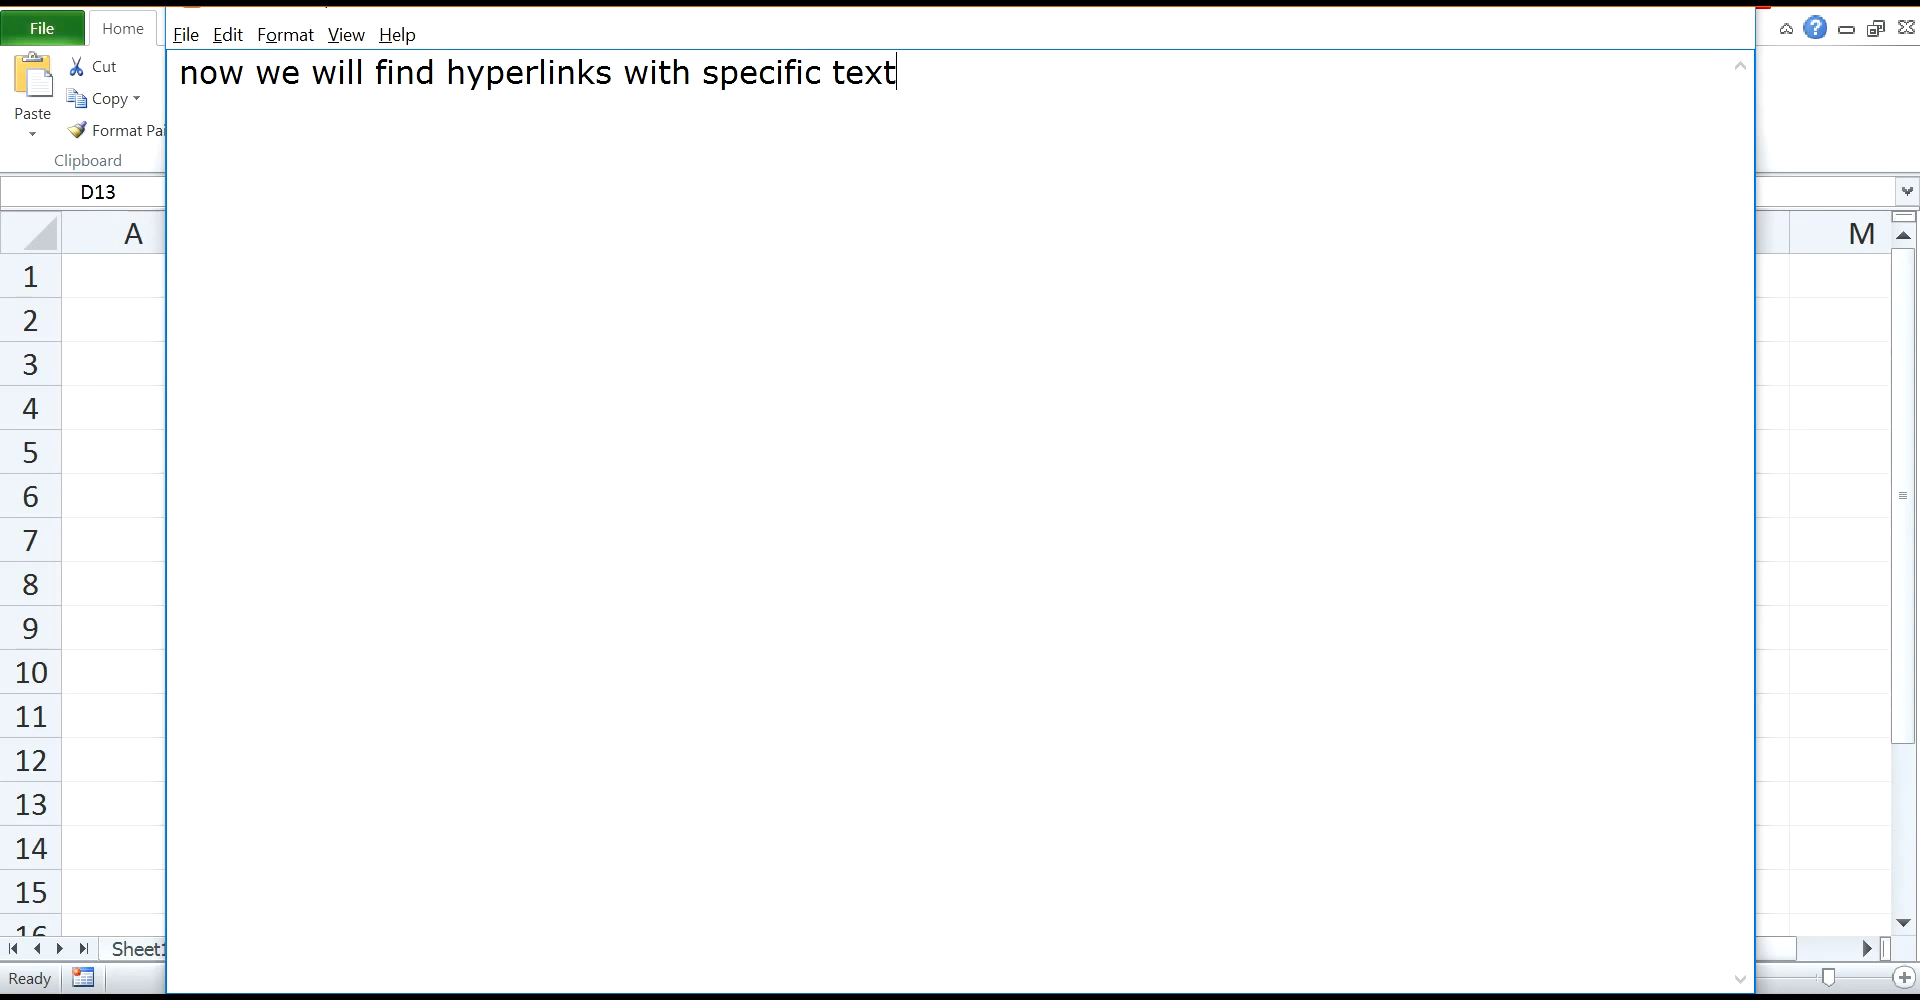 File Home File Edit Format View Help
now we will find hyperlinks with specific text
Cut
Copy
Paste
Format Pai
Clipboard
D13
A M
1
2
3
4
5
6
7
8
9
10
11
12
13
14
15
16
Sheet1
Ready